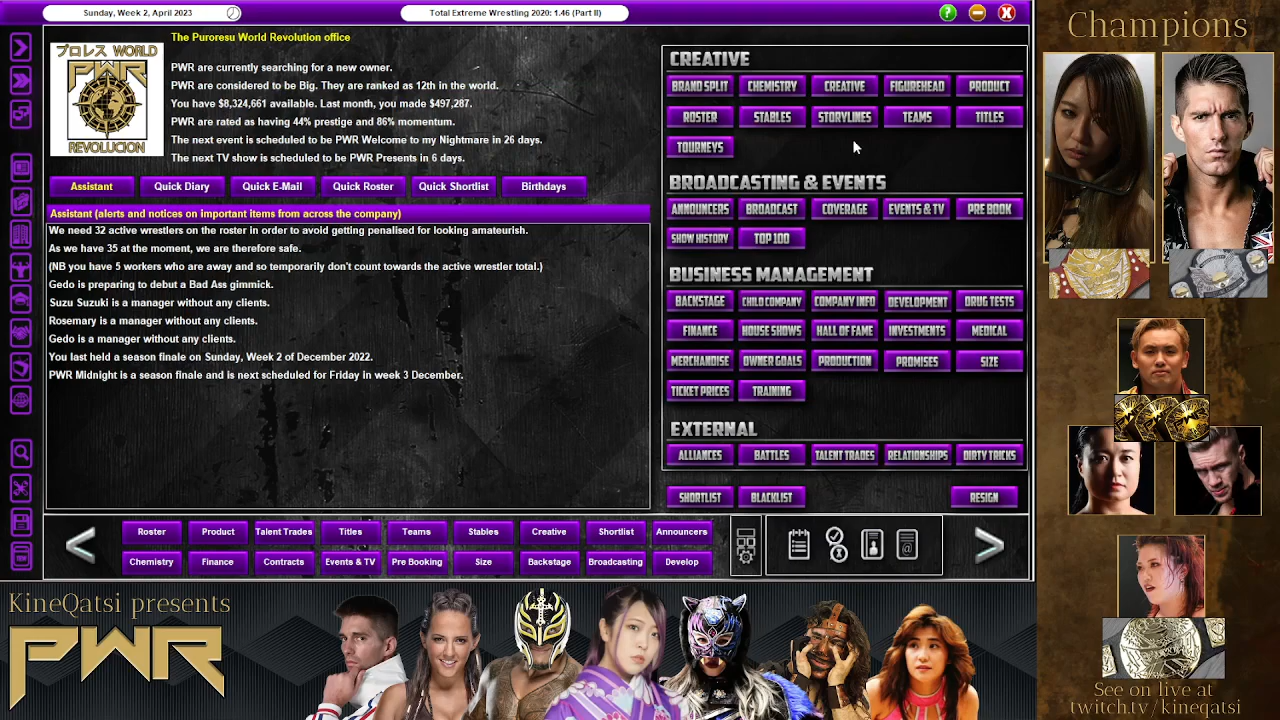 Sunday, Week 2, April 2023
Total Extreme Wrestling 2020: 1.46 (Part II)
プロレス WORLD
PWR
REVOLUCION
The Puroresu World Revolution office
PWR are currently searching for a new owner.
PWR are considered to be Big. They are ranked as 12th in the world.
You have $8,324,661 available. Last month, you made $497,287.
PWR are rated as having 44% prestige and 86% momentum.
The next event is scheduled to be PWR Welcome to my Nightmare in 26 days.
The next TV show is scheduled to be PWR Presents in 6 days.
Assistant
Quick Diary
Quick E-Mail
Quick Roster
Quick Shortlist
Birthdays
Assistant (alerts and notices on important items from across the company)
We need 32 active wrestlers on the roster in order to avoid getting penalised for looking amateurish.
As we have 35 at the moment, we are therefore safe.
(NB you have 5 workers who are away and so temporarily don't count towards the active wrestler total.)
Gedo is preparing to debut a Bad Ass gimmick.
Suzu Suzuki is a manager without any clients.
Rosemary is a manager without any clients.
Gedo is a manager without any clients.
You last held a season finale on Sunday, Week 2 of December 2022.
PWR Midnight is a season finale and is next scheduled for Friday in week 3 December.
CREATIVE
BRAND SPLIT CHEMISTRY CREATIVE FIGUREHEAD PRODUCT
ROSTER STABLES STORYLINES TEAMS TITLES
TOURNEYS
BROADCASTING & EVENTS
ANNOUNCERS BROADCAST COVERAGE EVENTS & TV PRE BOOK
SHOW HISTORY TOP 100
BUSINESS MANAGEMENT
BACKSTAGE CHILD COMPANY COMPANY INFO DEVELOPMENT DRUG TESTS
FINANCE HOUSE SHOWS HALL OF FAME INVESTMENTS MEDICAL
MERCHANDISE OWNER GOALS PRODUCTION PROMISES SIZE
TICKET PRICES TRAINING
EXTERNAL
ALLIANCES BATTLES TALENT TRADES RELATIONSHIPS DIRTY TRICKS
SHORTLIST BLACKLIST RESIGN
Roster Product Talent Trades Titles Teams Stables Creative Shortlist Announcers
Chemistry Finance Contracts Events & TV Pre Booking Size Backstage Broadcasting Develop
KineQatsi presents
PWR
Champions
See on live at
twitch.tv/kineqatsi